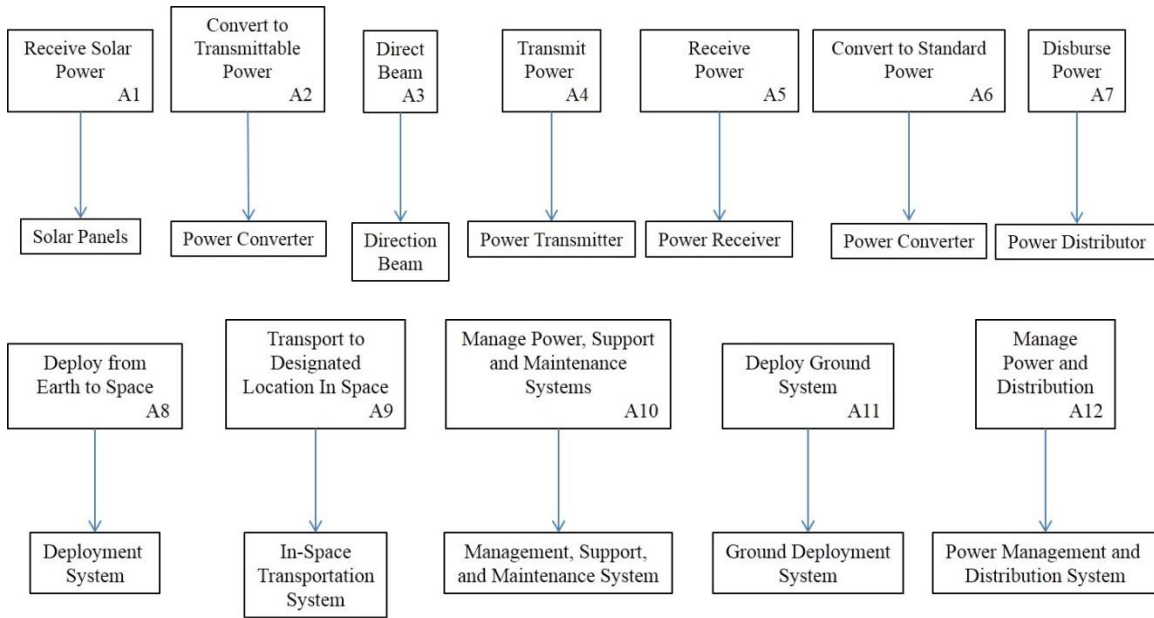 Receive Solar
Power
A1
Convert to
Transmittable
Power
A2
Direct
Beam
A3
Transmit
Power
A4
Receive
Power
A5
Convert to Standard
Power
A6
Disburse
Power
A7
Solar Panels
Power Converter
Direction
Beam
Power Transmitter
Power Receiver
Power Converter
Power Distributor
Deploy from
Earth to Space
A8
Transport to
Designated
Location In Space
A9
Manage Power, Support
and Maintenance
Systems
A10
Deploy Ground
System
A11
Manage
Power and
Distribution
A12
Deployment
System
In-Space
Transportation
System
Management, Support,
and Maintenance System
Ground Deployment
System
Power Management and
Distribution System